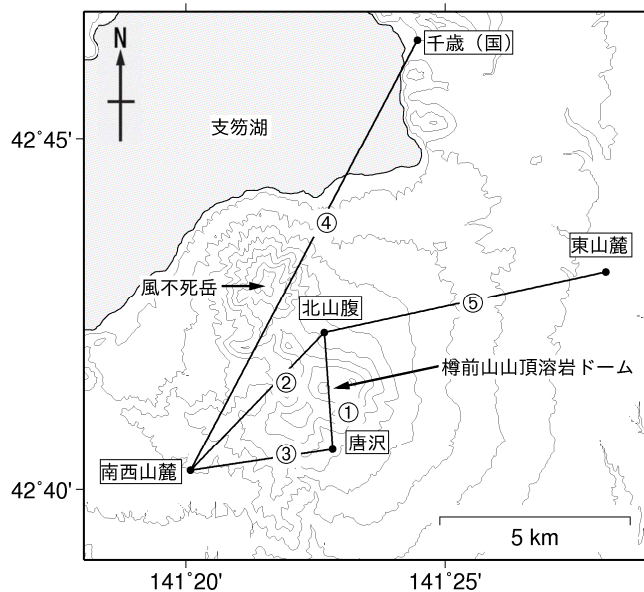 N
千歳（国）
42˚45'
支笏湖
④
東山麓
風不死岳
北山腹
⑤
②
樽前山山頂溶岩ドーム
①
唐沢
③
南西山麓
42˚40'
5 km
141˚20'
141˚25'